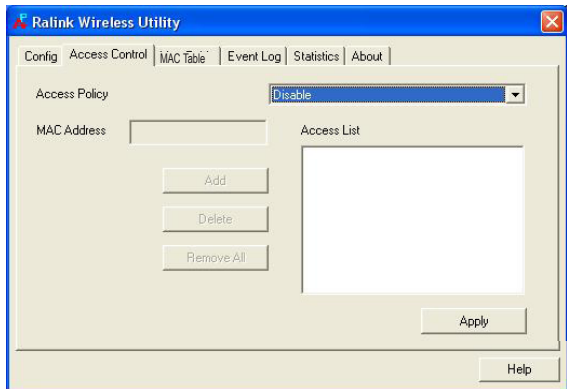 Ralink Wireless Utility
Config Access Control MAC Table Event Log Statistics About
Access Policy Disable
MAC Address Access List
Add
Delete
Remove All
Apply
Help